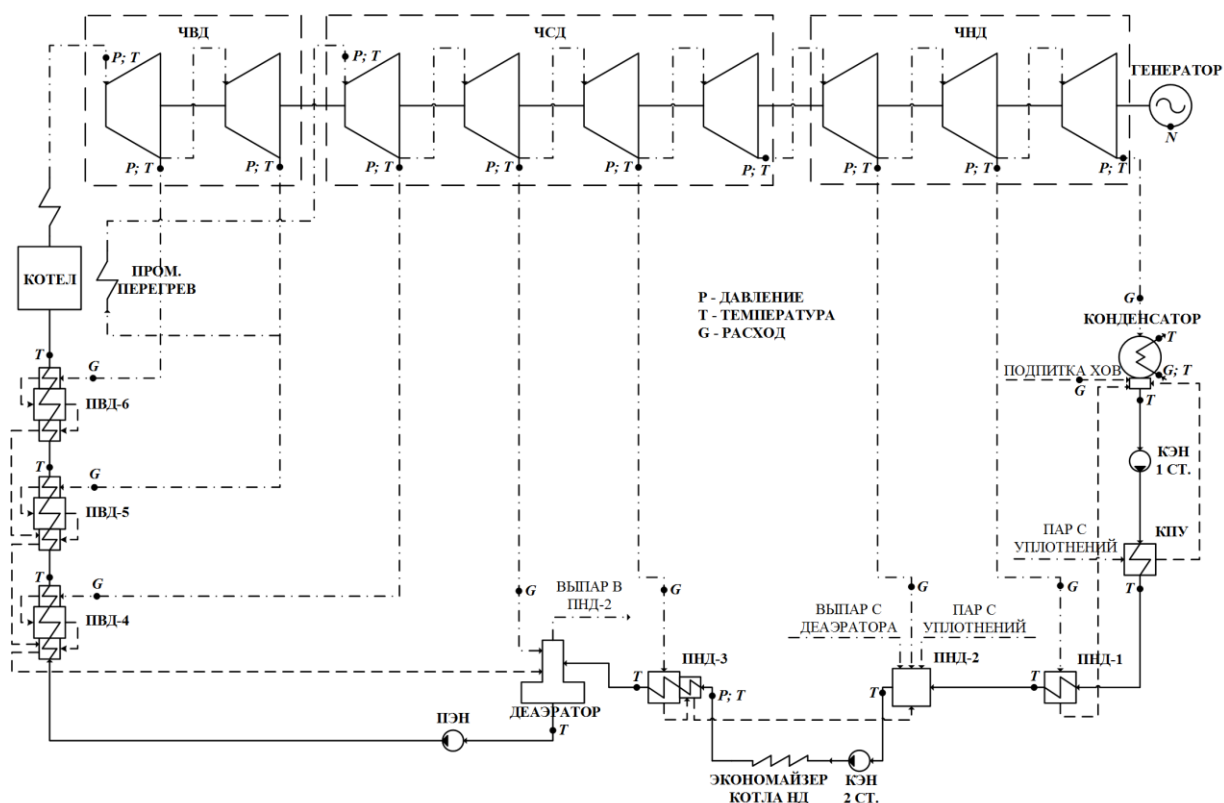 ЧВД
ЧСД
ЧНД
ГЕНЕРАТОР
P; T
P; T
N
P; T
P; T
P; T
P; T
P; T
P; T
P; T
P; T
P; T
КОТЕЛ
ПРОМ.
ПЕРЕГРЕВ
P - ДАВЛЕНИЕ
T - ТЕМПЕРАТУРА
G - РАСХОД
G
КОНДЕНСАТОР
T
G; T
ПОДПИТКА ХОВ
G
T
T
G
ПВД-6
КЭН
1 СТ.
T
G
ПВД-5
КПУ
ПАР С
УПЛОТНЕНИЙ
T
T
G
ПВД-4
G
ВЫПАР В
ПНД-2
G
G
G
ВЫПАР С
ДЕАЭРАТОРА
ПАР С
УПЛОТНЕНИЙ
ПНД-3
ПНД-2
ПНД-1
T
P; T
T
T
ДЕАЭРАТОР
ПЭН
T
ЭКОНОМАЙЗЕР
КОТЛА НД
КЭН
2 СТ.